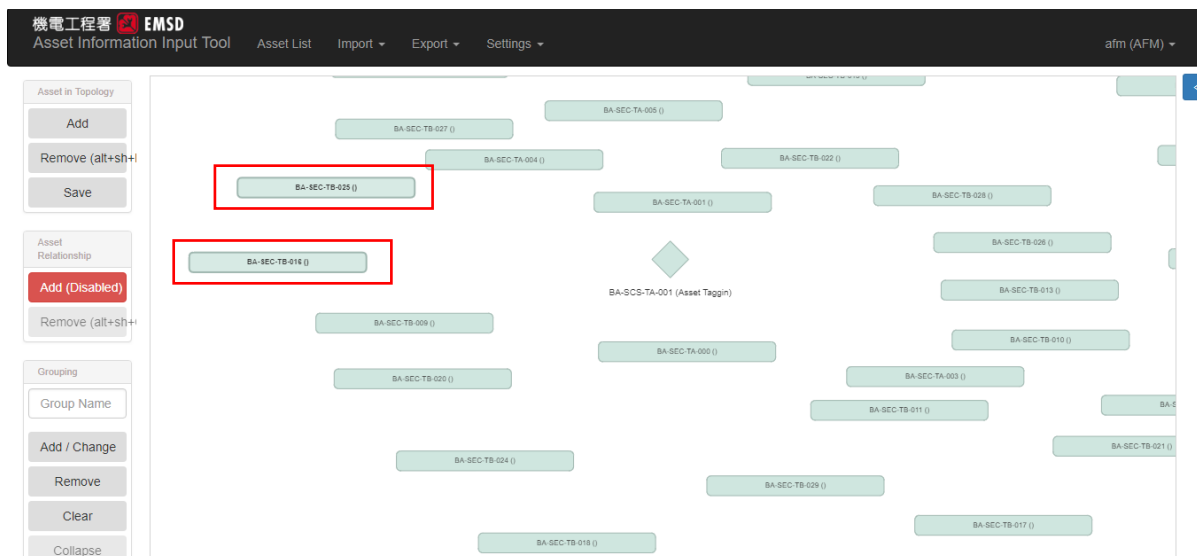 機電工程署 EMSD
Asset Information Input Tool Asset List Import Export Settings afm (AFM)
Asset in Topology
Add
Remove (alt+sh+
Save
Asset
Relationship
Add (Disabled)
Remove (alt+sh+
Grouping
Group Name
Add / Change
Remove
Clear
Collapse
BA-SEC-TA-005 ()
BA-SEC-TB-027 ()
BA-SEC-TA-004 ()
BA-SEC-TB-022 ()
BA-SEC-TB-025 ()
BA-SEC-TA-001 ()
BA-SEC-TB-028 ()
BA-SEC-TB-016 ()
BA-SEC-TB-026 ()
BA-SCS-TA-001 (Asset Taggin)
BA-SEC-TB-013 ()
BA-SEC-TB-009 ()
BA-SEC-TB-010 ()
BA-SEC-TA-000 ()
BA-SEC-TB-020 ()
BA-SEC-TA-003 ()
BA-SEC-TB-011 ()
BA-S
BA-SEC-TB-021 ()
BA-SEC-TB-024 ()
BA-SEC-TB-029 ()
BA-SEC-TB-017 ()
BA-SEC-TB-018 ()